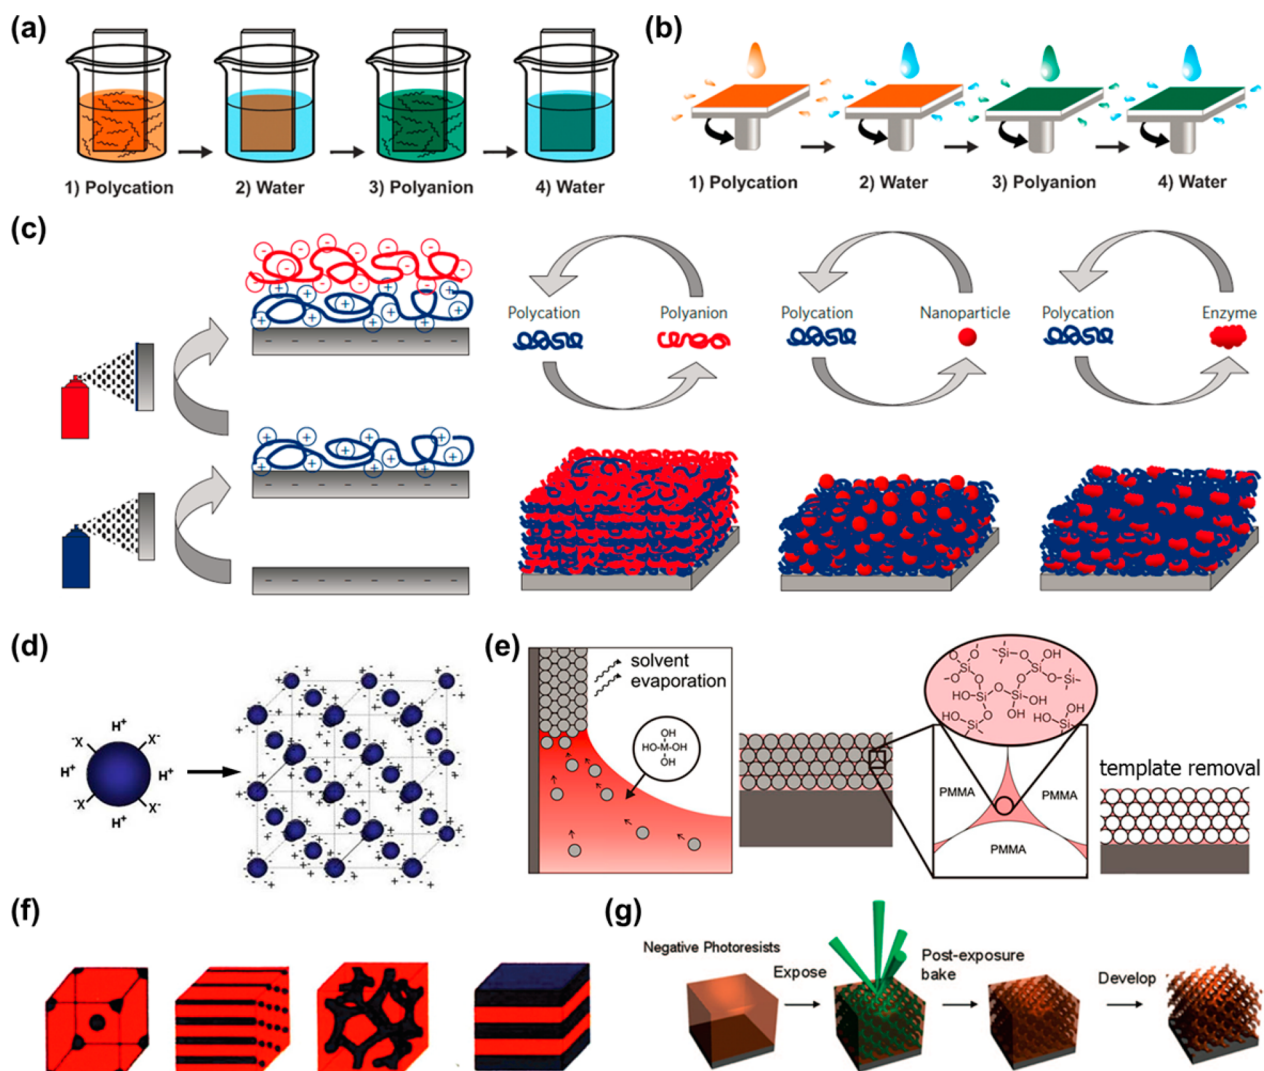 (a)
1) Polycation
2) Water
3) Polyanion
4) Water
(b)
1) Polycation
2) Water
3) Polyanion
4) Water
(c)
Polycation
Polyanion
Polycation
Nanoparticle
Polycation
Enzyme
(d)
H⁺
⁻X
X⁻
H⁺
H⁺
⁻X
X⁻
H⁺
(e)
solvent
evaporation
OH
HO-M-OH
OH
PMMA
PMMA
PMMA
template removal
(f)
(g)
Negative Photoresists
Expose
Post-exposure
bake
Develop